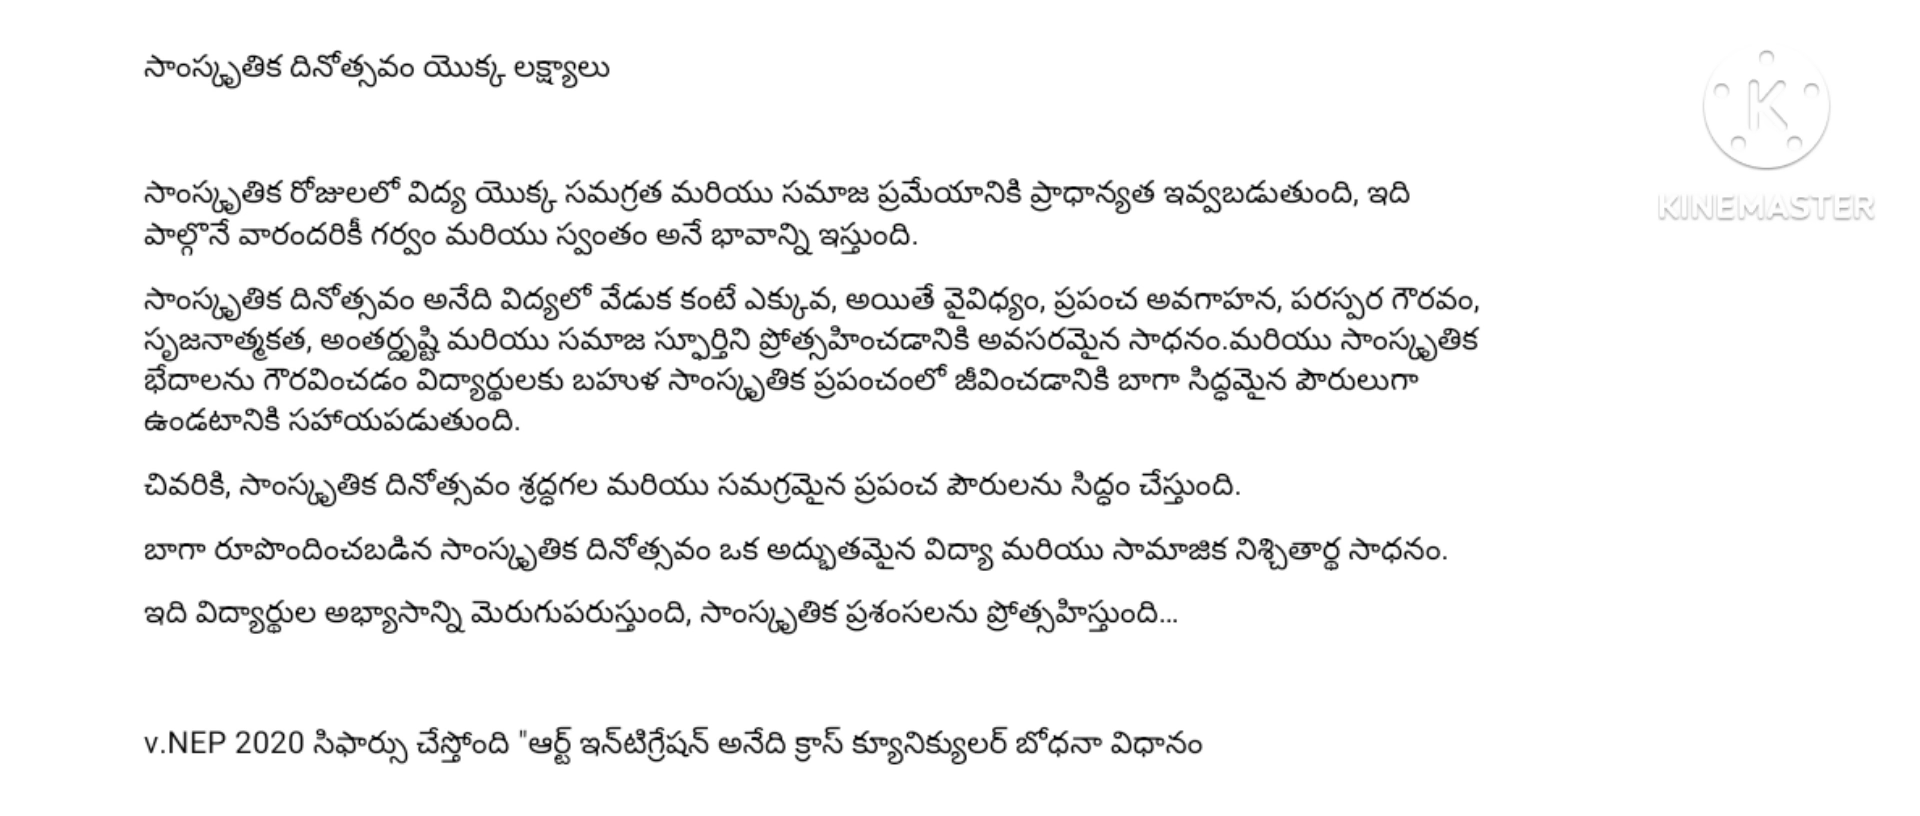 సాంస్కృతిక దినోత్సవం యొక్క లక్ష్యాలు
KINEMASTER
సాంస్కృతిక రోజులలో విద్య యొక్క సమగ్రత మరియు సమాజ ప్రమేయానికి ప్రాధాన్యత ఇవ్వబడుతుంది, ఇది
పాల్గొనే వారందరికీ గర్వం మరియు స్వంతం అనే భావాన్ని ఇస్తుంది.
సాంస్కృతిక దినోత్సవం అనేది విద్యలో వేడుక కంటే ఎక్కువ, అయితే వైవిధ్యం, ప్రపంచ అవగాహన, పరస్పర గౌరవం,
సృజనాత్మకత, అంతర్దృష్టి మరియు సమాజ స్ఫూర్తిని ప్రోత్సహించడానికి అవసరమైన సాధనం.మరియు సాంస్కృతిక
భేదాలను గౌరవించడం విద్యార్థులకు బహుళ సాంస్కృతిక ప్రపంచంలో జీవించడానికి బాగా సిద్ధమైన పౌరులుగా
ఉండటానికి సహాయపడుతుంది.
చివరికి, సాంస్కృతిక దినోత్సవం శ్రద్ధగల మరియు సమగ్రమైన ప్రపంచ పౌరులను సిద్ధం చేస్తుంది.
బాగా రూపొందించబడిన సాంస్కృతిక దినోత్సవం ఒక అద్భుతమైన విద్యా మరియు సామాజిక నిశ్చితార్థ సాధనం.
ఇది విద్యార్థుల అభ్యాసాన్ని మెరుగుపరుస్తుంది, సాంస్కృతిక ప్రశంసలను ప్రోత్సహిస్తుంది...
v.NEP 2020 సిఫార్సు చేస్తోంది "ఆర్ట్ ఇన్‌టిగ్రేషన్ అనేది క్రాస్ క్యూనిక్యులర్ బోధనా విధానం